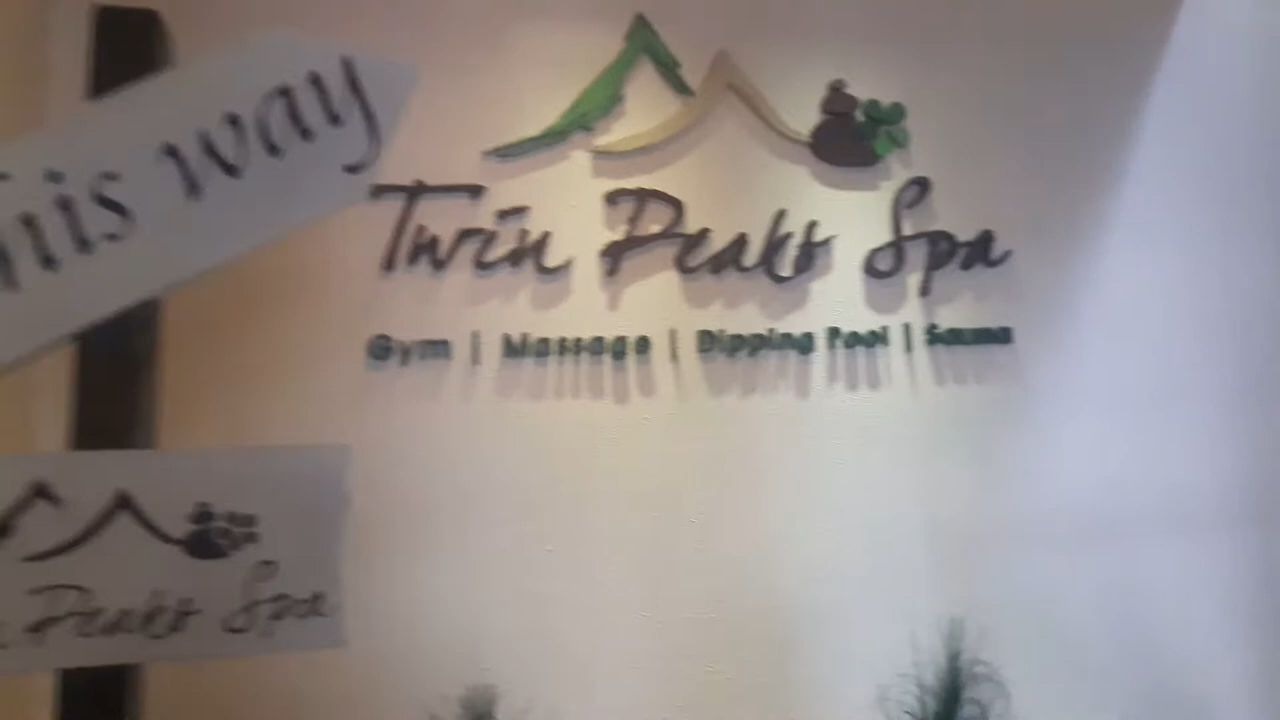 This way
Twin Peaks Spa
Gym | Massage | Dipping Pool | Sauna
Peaks Spa